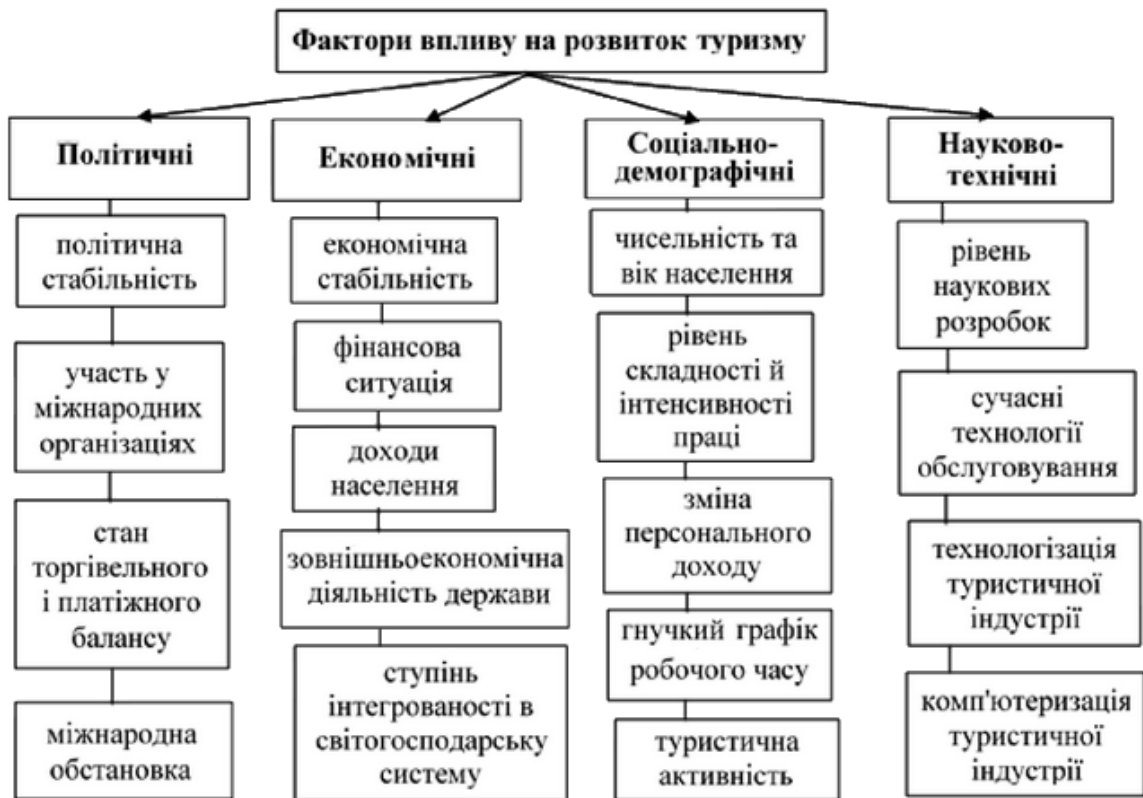 Фактори впливу на розвиток туризму
Політичні
політична
стабільність
участь у
міжнародних
організаціях
стан
торгівельного
і платіжного
балансу
міжнародна
обстановка
Економічні
економічна
стабільність
фінансова
ситуація
доходи
населення
зовнішньоекономічна
діяльність держави
ступінь
інтегрованості в
світогосподарську
систему
Соціально-
демографічні
чисельність та
вік населення
рівень
складності й
інтенсивності
праці
зміна
персонального
доходу
гнучкий графік
робочого часу
туристична
активність
Науково-
технічні
рівень
наукових
розробок
сучасні
технології
обслуговування
технологізація
туристичної
індустрії
комп'ютеризація
туристичної
індустрії